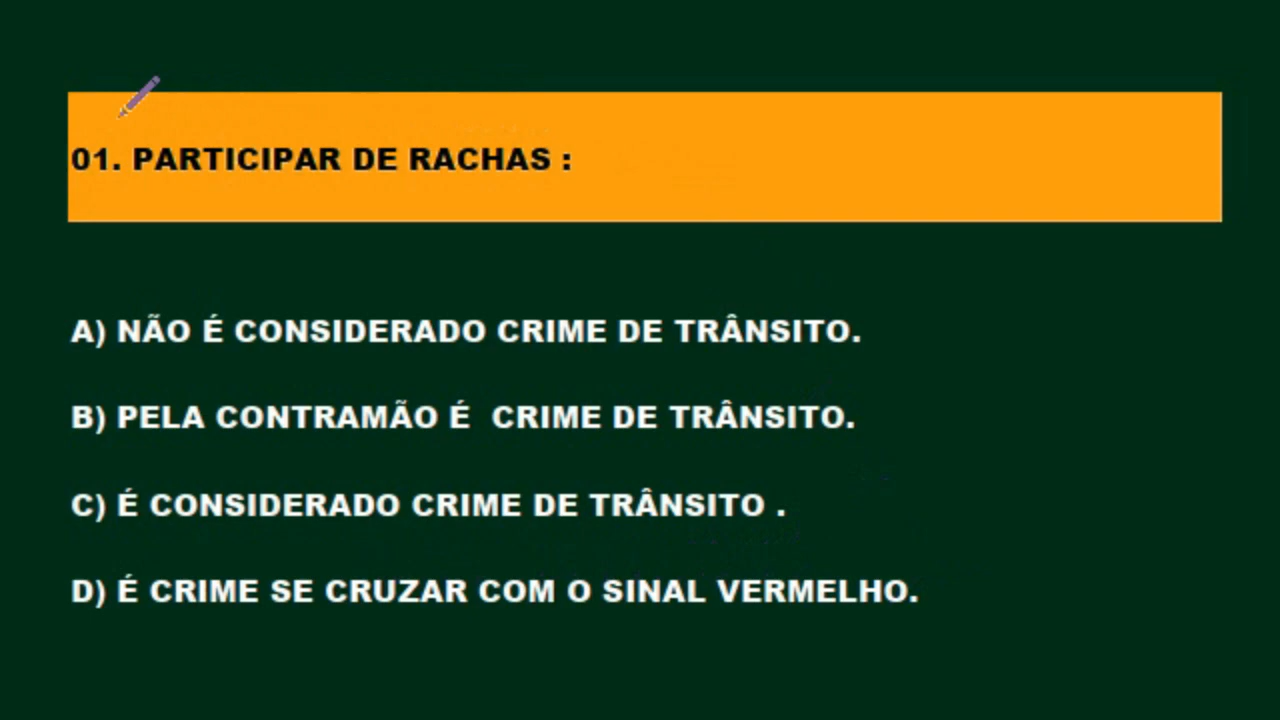 01. PARTICIPAR DE RACHAS :
A) NÃO É CONSIDERADO CRIME DE TRÂNSITO.
B) PELA CONTRAMÃO É  CRIME DE TRÂNSITO.
C) É CONSIDERADO CRIME DE TRÂNSITO .
D) É CRIME SE CRUZAR COM O SINAL VERMELHO.